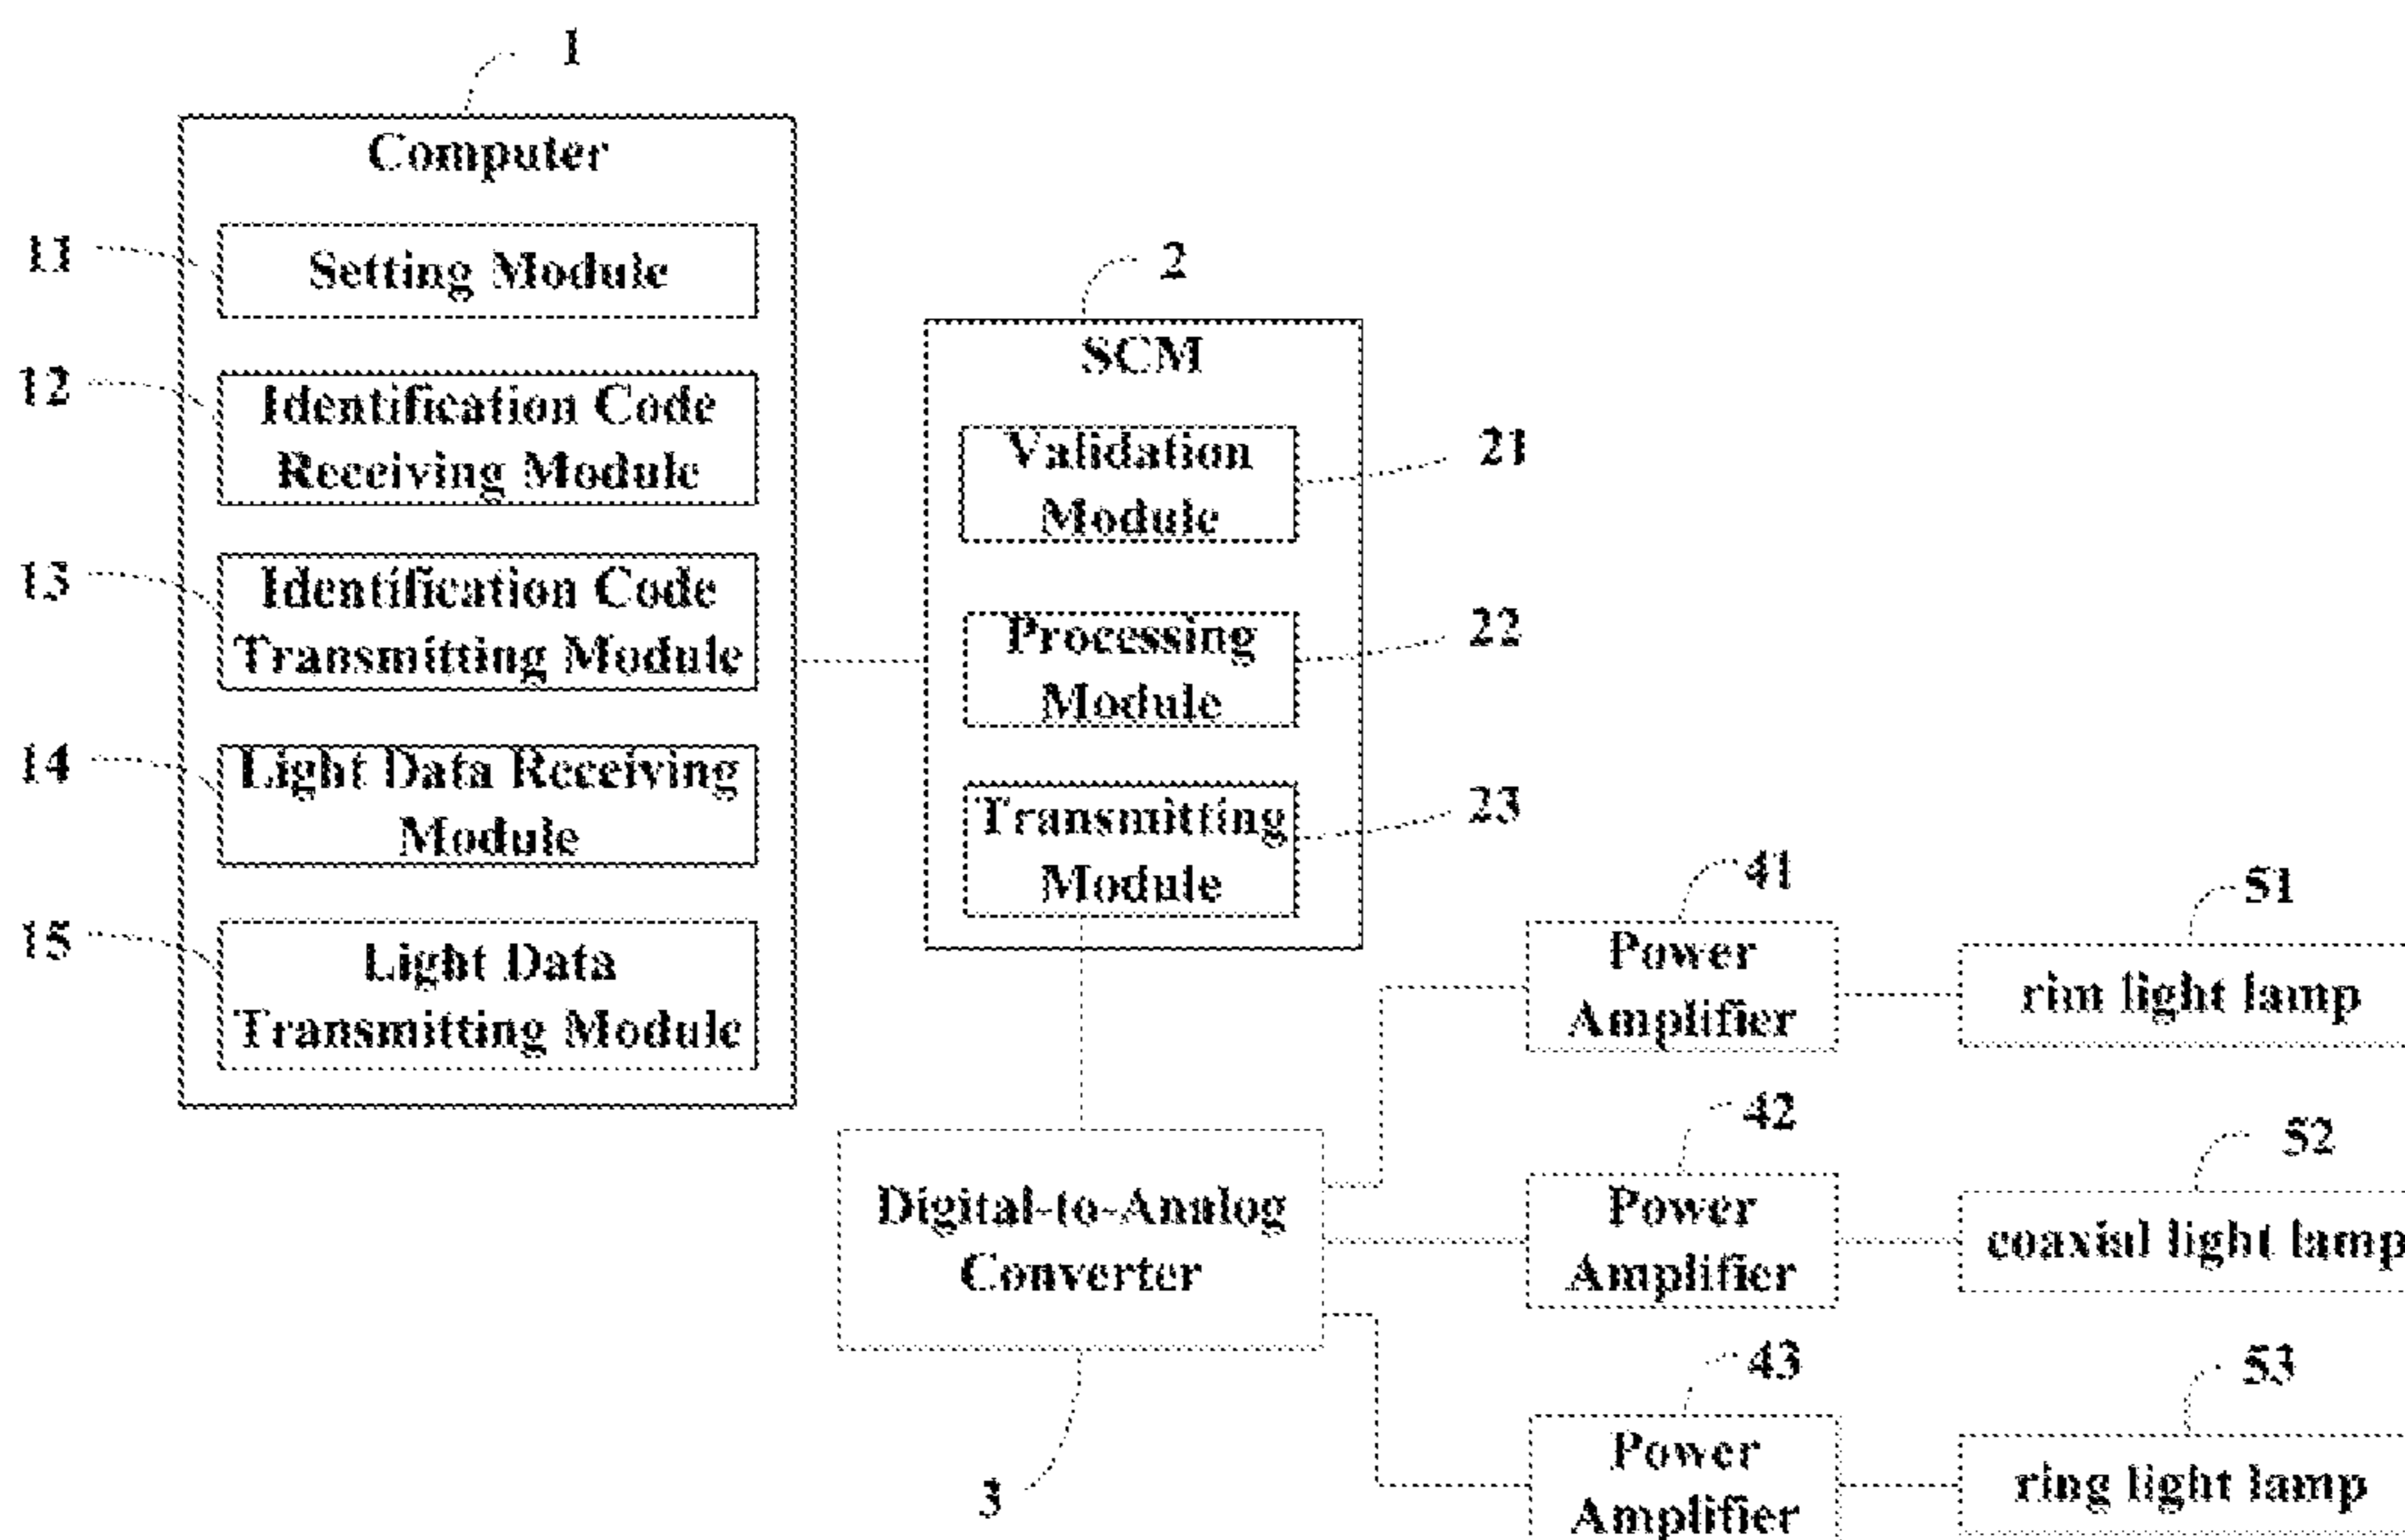 1
Computer
11
Setting Module
12
Identification Code
Receiving Module
13
Identification Code
Transmitting Module
14
Light Data Receiving
Module
15
Light Data
Transmitting Module
2
SCM
Validation
Module
21
Processing
Module
22
Transmitting
Module
23
Digital-to-Analog
Converter
3
41
Power
Amplifier
51
rim light lamp
42
Power
Amplifier
52
coaxial light lamp
43
Power
Amplifier
53
ring light lamp